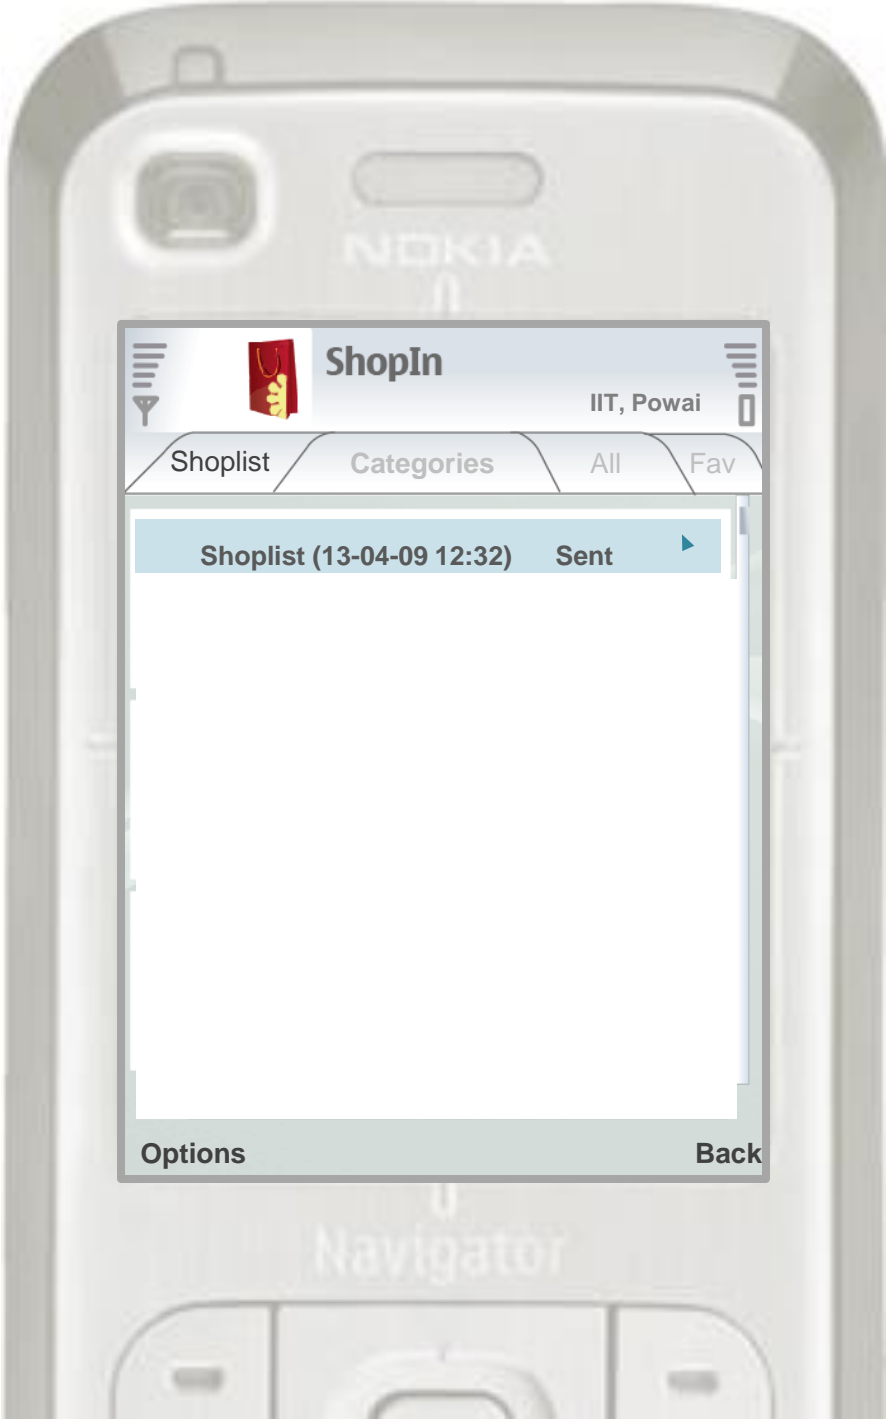 NOKIA
ShopIn
IIT, Powai
Shoplist Categories All Fav
Shoplist (13-04-09 12:32) Sent
Options Back
Navigator